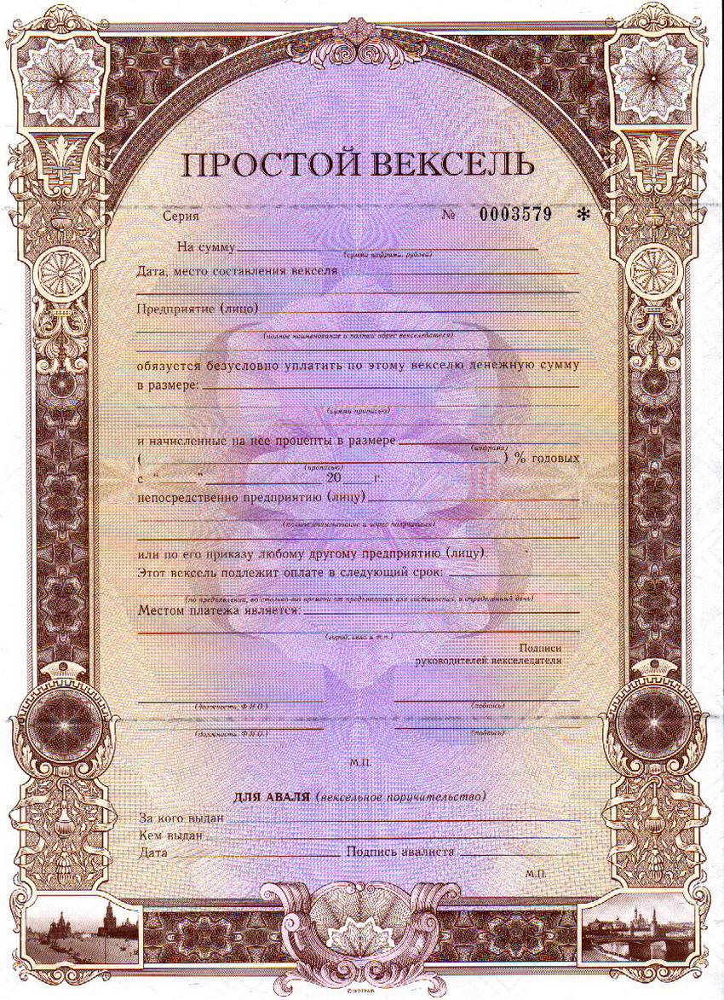 ПРОСТОЙ ВЕКСЕЛЬ
Серия № 0003579 *
На сумму
(сумма цифрами, рублей)
Дата, место составления векселя
Предприятие (лицо)
(полное наименование и полный адрес векселедателя)
обязуется безусловно уплатить по этому векселю денежную сумму
в размере:
(сумма прописью)
и начисленные на нее проценты в размере
(цифрами)
( ) % годовых
(прописью)
с “ ” 20 г.
непосредственно предприятию (лицу)
(полное наименование и адрес получателя)
или по его приказу любому другому предприятию (лицу)
Этот вексель подлежит оплате в следующий срок:
(по предъявлении, во столько-то времени от предъявления или составления, в определенный день)
Местом платежа является:
(город, село и т.п.)
Подписи
руководителей векселедателя
(должность, Ф.И.О.) (подпись)
(должность, Ф.И.О.) (подпись)
М.П.
ДЛЯ АВАЛЯ (вексельное поручительство)
За кого выдан
Кем выдан
Дата Подпись авалиста
М.П.